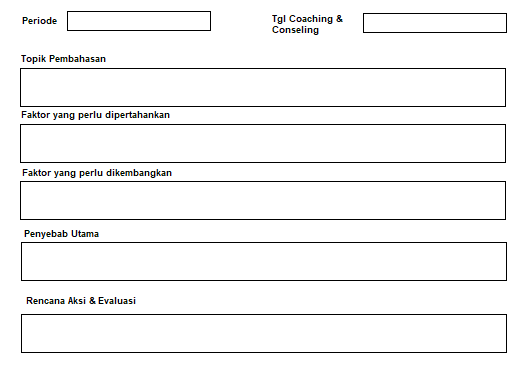 Periode
Tgl Coaching &
Conseling
Topik Pembahasan
Faktor yang perlu dipertahankan
Faktor yang perlu dikembangkan
Penyebab Utama
Rencana Aksi & Evaluasi